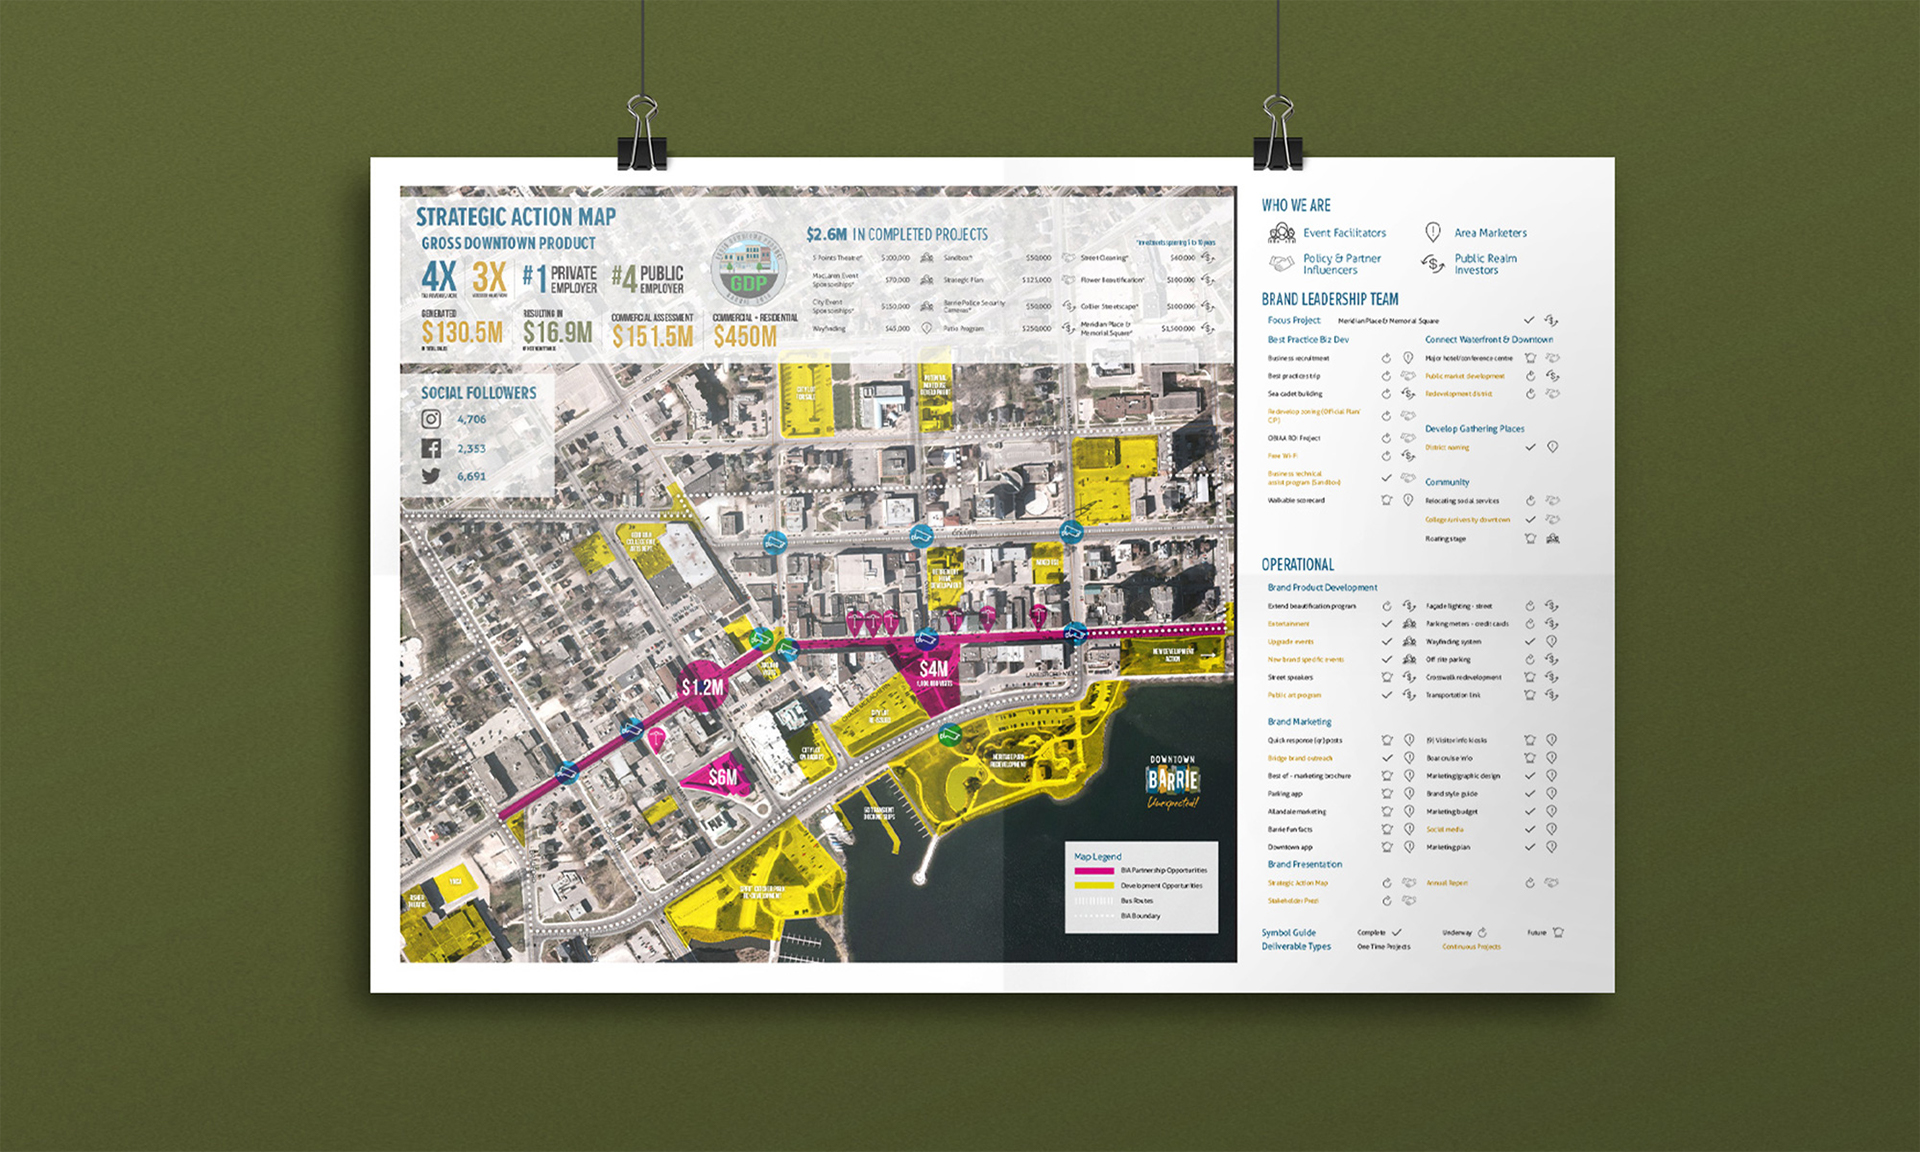 STRATEGIC ACTION MAP
GROSS DOWNTOWN PRODUCT
4X
3X
#1 PRIVATE EMPLOYER
#4 PUBLIC EMPLOYER
GDP
GENERATED
$130.5M
RESULTING IN
$16.9M
COMMERCIAL ASSESSMENT
$151.5M
COMMERCIAL + RESIDENTIAL
$450M
$2.6M IN COMPLETED PROJECTS
5 Points Theatre* $100,000
MacLaren Event Sponsorships* $70,000
City Event Sponsorships* $150,000
Wayfinding $45,000
Sandbox* $50,000
Strategic Plan $125,000
Barrie Police Security Cameras* $50,000
Patio Program $250,000
Street Cleaning* $40,000
Flower Beautification* $100,000
Collier Streetscape* $100,000
Meridian Place & Memorial Square* $1,500,000
SOCIAL FOLLOWERS
4,706
2,353
6,691
$1.2M
$4M
$6M
NEW DEVELOPMENT ACTION
DOWNTOWN
BARRIE
Unexpected!
Map Legend
BIA Partnership Opportunities
Development Opportunities
Bus Routes
BIA Boundary
WHO WE ARE
Event Facilitators
Area Marketers
Policy & Partner Influencers
Public Realm Investors
BRAND LEADERSHIP TEAM
Focus Project Meridian Place & Memorial Square
Best Practice Biz Dev
Business recruitment
Best practices trip
Sea cadet building
Redevelop zoning (Official Plan/ CIP)
OBIAA ROI Project
Free Wi-Fi
Business technical assist program (Sandbox)
Walkable scorecard
Connect Waterfront & Downtown
Major hotel/conference centre
Public market development
Redevelopment district
Develop Gathering Places
District naming
Community
Relocating social services
College/university downtown
Floating stage
OPERATIONAL
Brand Product Development
Extend beautification program
Entertainment
Upgrade events
New brand specific events
Street speakers
Public art program
Façade lighting - street
Parking meters - credit cards
Wayfinding system
Off site parking
Crosswalk redevelopment
Transportation link
Brand Marketing
Quick response (qr) posts
Bridge brand outreach
Best of - marketing brochure
Parking app
Allandale marketing
Barrie fun facts
Downtown app
(9) Visitor info kiosks
Boat cruise info
Marketing/graphic design
Brand style guide
Marketing budget
Social media
Marketing plan
Brand Presentation
Strategic Action Map
Stakeholder Prezi
Annual Report
Symbol Guide Complete Underway Future
Deliverable Types One Time Projects Continuous Projects